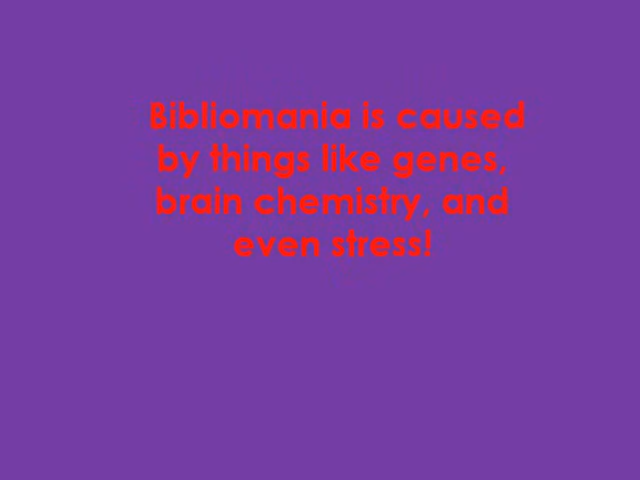 Bibliomania is caused
by things like genes,
brain chemistry, and
even stress!